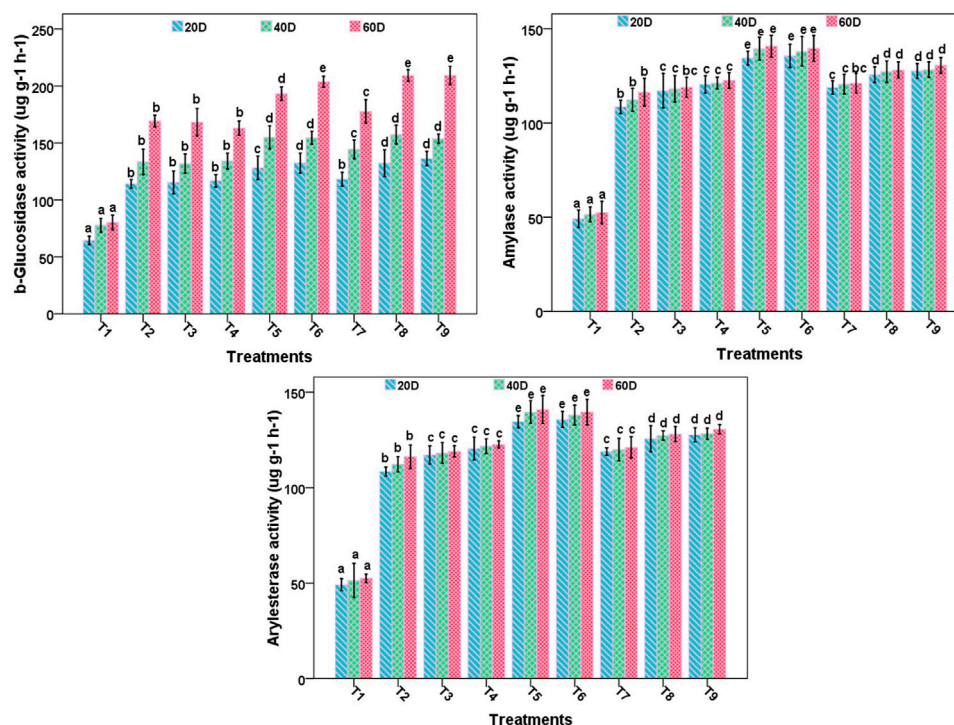 20D 40D 60D
b-Glucosidase activity (ug g-1 h-1)
250
200
150
100
50
0
a a a b b b b b b b b b c d d d d e b c c d d e d d e
T1 T2 T3 T4 T5 T6 T7 T8 T9
Treatments
20D 40D 60D
Amylase activity (ug g-1 h-1)
150
100
50
0
a a a b b b c c bc c c c e e e e e e c c bc d d d d d d
T1 T2 T3 T4 T5 T6 T7 T8 T9
Treatments
20D 40D 60D
Arylesterase activity (ug g-1 h-1)
150
100
50
0
a a a b b b c c c c c c e e e e e e c c c d d d d d d
T1 T2 T3 T4 T5 T6 T7 T8 T9
Treatments